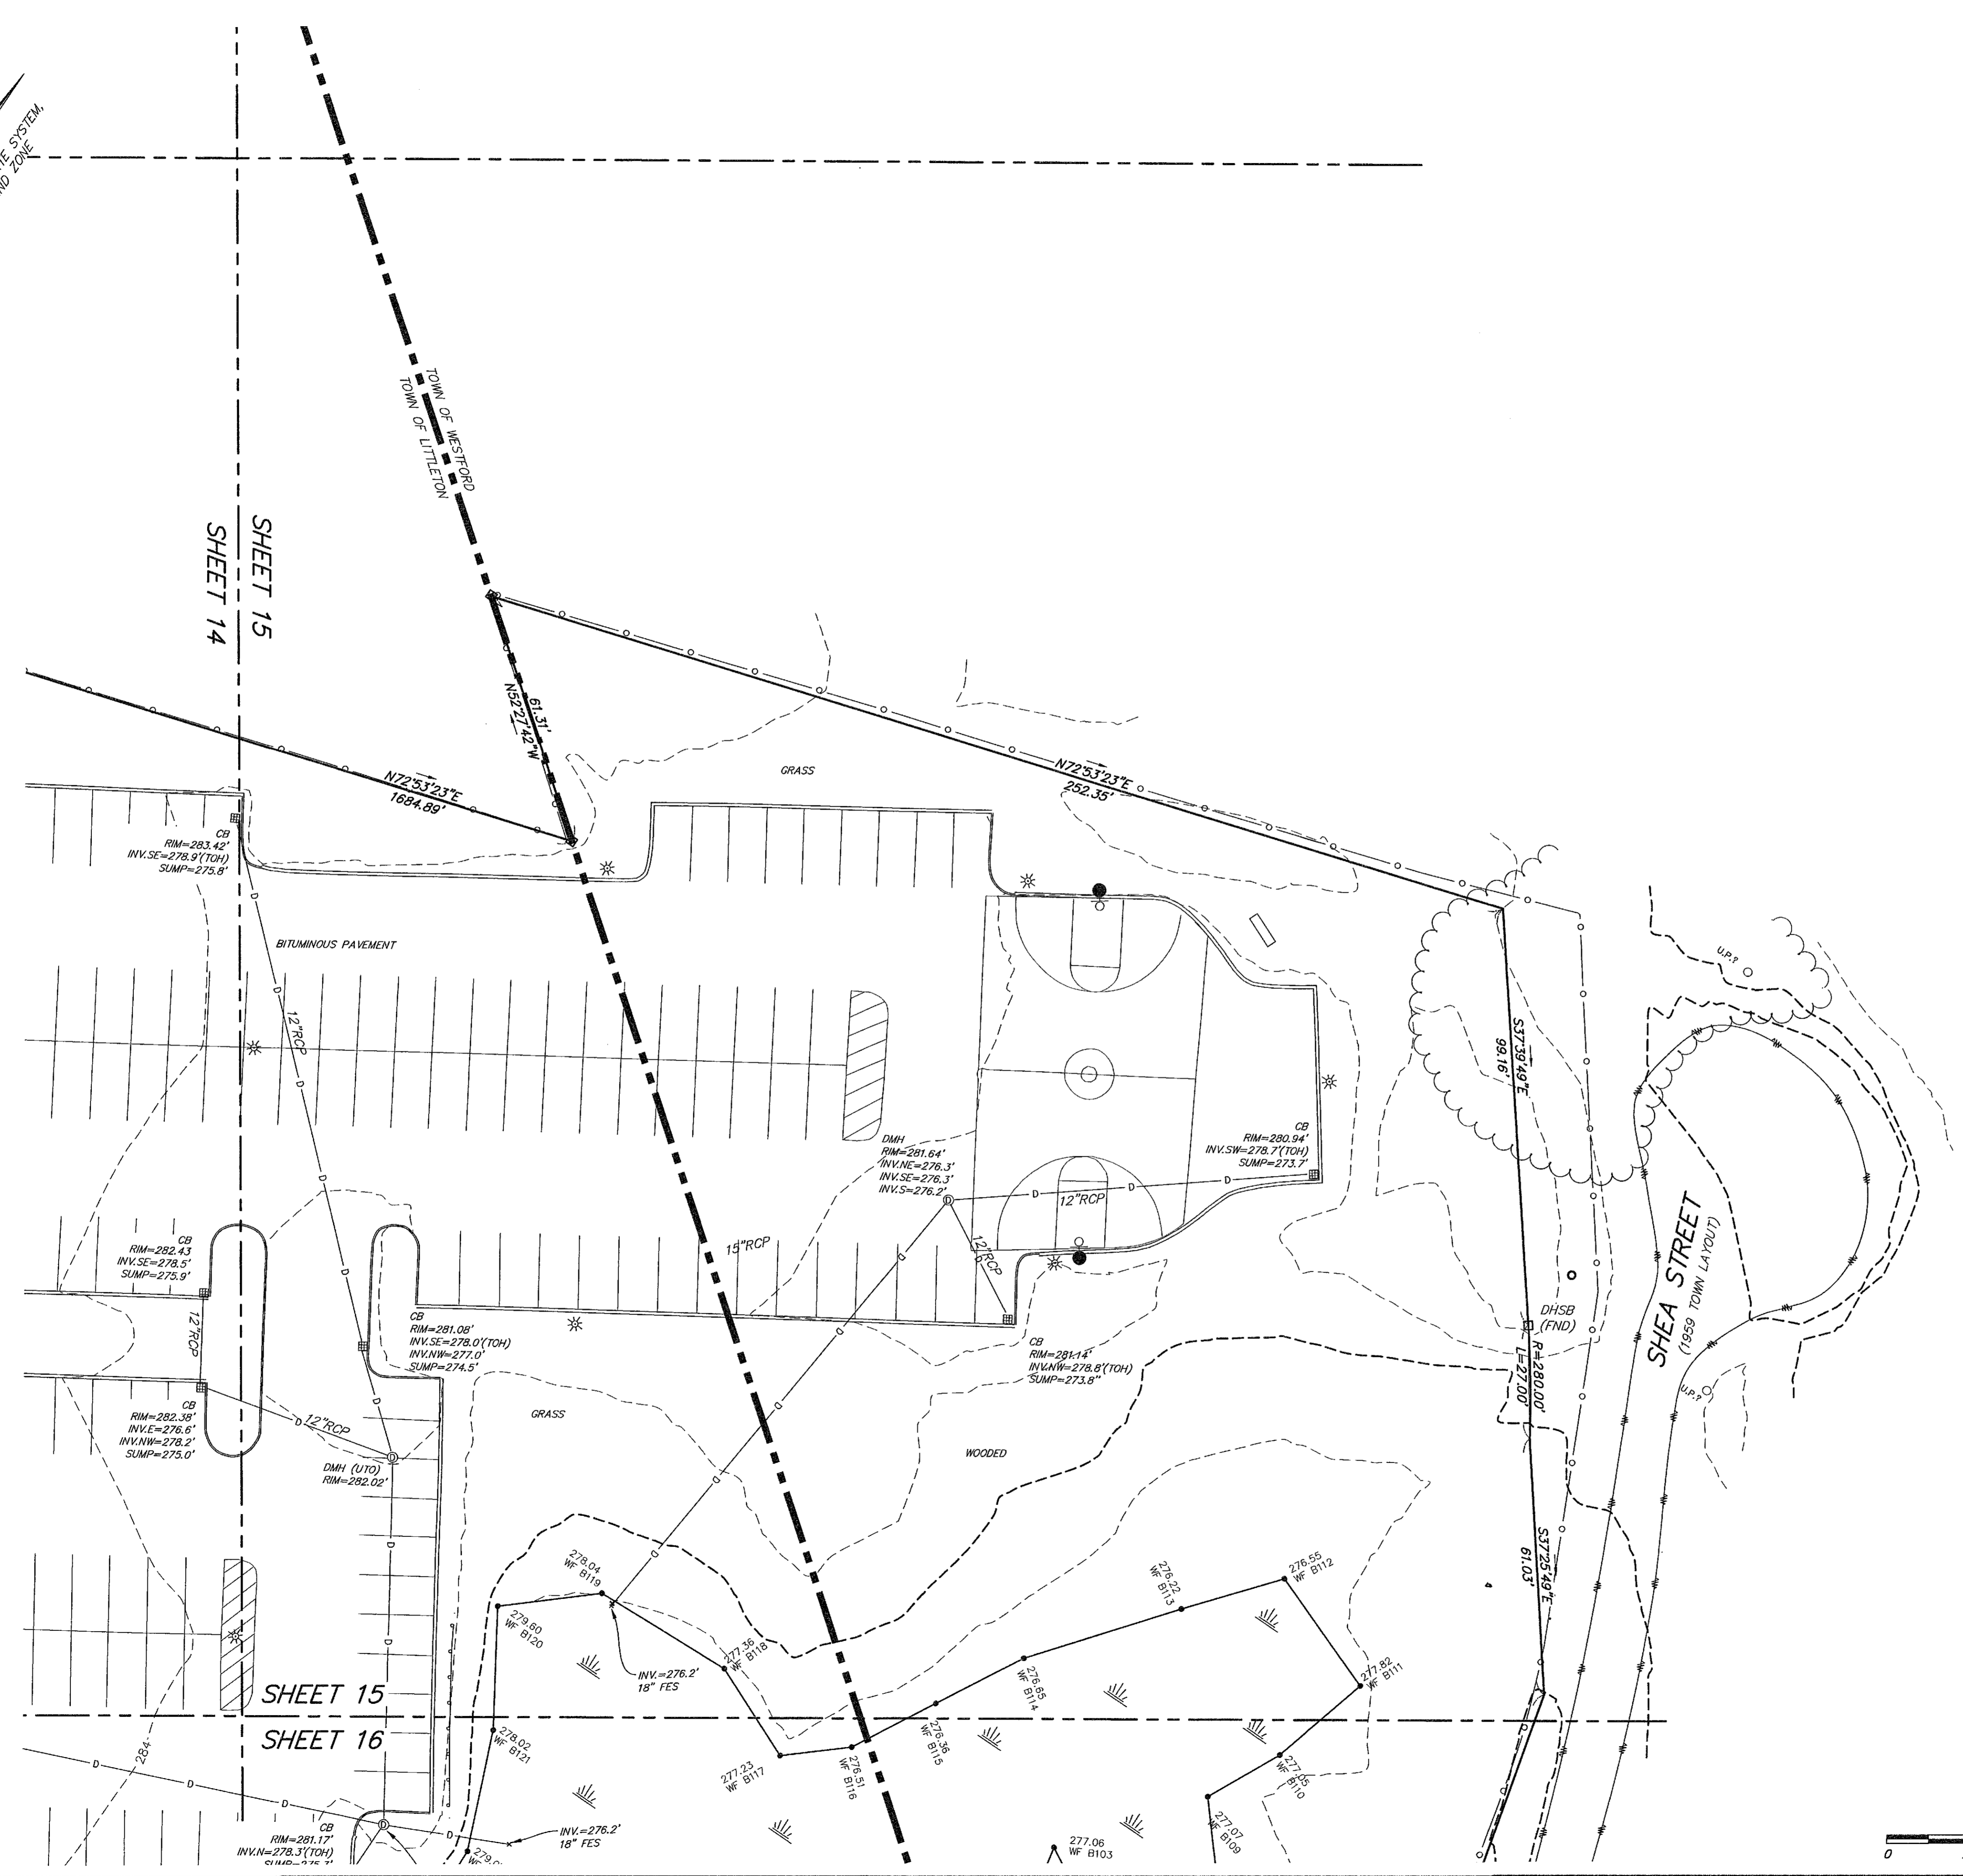 TE SYSTEM,
ND ZONE
TOWN OF WESTFORD
TOWN OF LITTLETON
SHEET 15
SHEET 14
61.31'
N52°27'42"W
N72°53'23"E
1684.89'
GRASS
N72°53'23"E
252.35'
CB
RIM=283.42'
INV.SE=278.9'(TOH)
SUMP=275.8'
BITUMINOUS PAVEMENT
12"RCP
U.P.?
S37°39'49"E
99.16'
DMH
RIM=281.64'
INV.NE=276.3'
INV.SE=276.3'
INV.S=276.2'
CB
RIM=280.94'
INV.SW=278.7'(TOH)
SUMP=273.7'
D
12"RCP
12"RCP
15"RCP
SHEA STREET
(1959 TOWN LAYOUT)
CB
RIM=282.43
INV.SE=278.5'
SUMP=275.9'
12"RCP
CB
RIM=281.08'
INV.SE=278.0'(TOH)
INV.NW=277.0'
SUMP=274.5'
CB
RIM=281.14'
INV.NW=278.8'(TOH)
SUMP=273.8"
DHSB
(FND)
R=280.00'
L=27.00'
U.P.?
CB
RIM=282.38'
INV.E=276.6'
INV.NW=278.2'
SUMP=275.0'
12"RCP
DMH (UTO)
RIM=282.02'
GRASS
WOODED
S37°25'49"E
61.03'
278.04
WF B119
279.60
WF B120
277.36
WF B118
INV.=276.2'
18" FES
276.22
WF B113
276.55
WF B112
276.65
WF B114
277.82
WF B111
SHEET 15
SHEET 16
284
278.02
WF B121
277.23
WF B117
276.51
WF B116
276.36
WF B115
277.05
WF B110
277.07
WF B109
277.06
WF B103
INV.=276.2'
18" FES
CB
RIM=281.17'
INV.N=278.3'(TOH)
SUMP=275.7'
279.0
WF
0